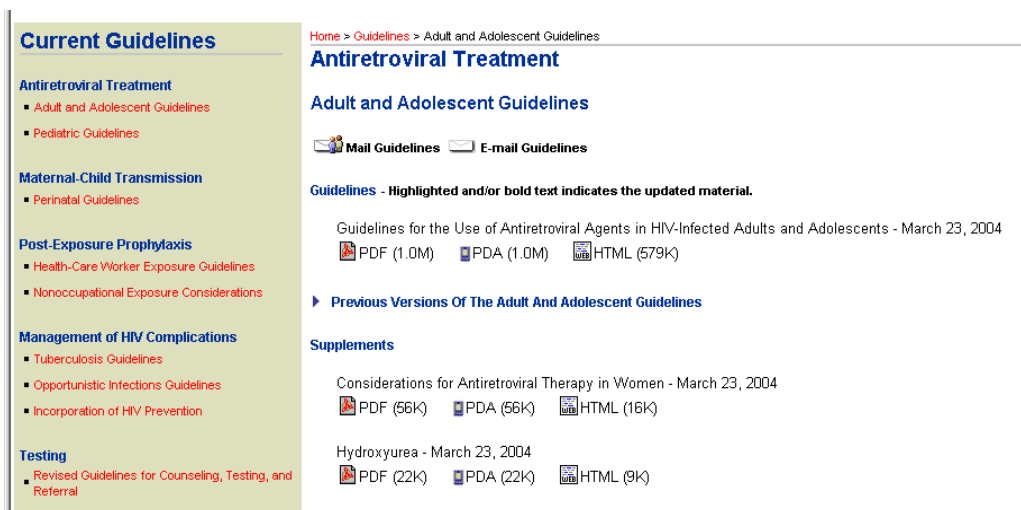 Current Guidelines
Antiretroviral Treatment
Adult and Adolescent Guidelines
Pediatric Guidelines
Maternal-Child Transmission
Perinatal Guidelines
Post-Exposure Prophylaxis
Health-Care Worker Exposure Guidelines
Nonoccupational Exposure Considerations
Management of HIV Complications
Tuberculosis Guidelines
Opportunistic Infections Guidelines
Incorporation of HIV Prevention
Testing
Revised Guidelines for Counseling, Testing, and
Referral
Home > Guidelines > Adult and Adolescent Guidelines
Antiretroviral Treatment
Adult and Adolescent Guidelines
Mail Guidelines E-mail Guidelines
Guidelines - Highlighted and/or bold text indicates the updated material.
Guidelines for the Use of Antiretroviral Agents in HIV-Infected Adults and Adolescents - March 23, 2004
PDF (1.0M) PDA (1.0M) HTML (579K)
Previous Versions Of The Adult And Adolescent Guidelines
Supplements
Considerations for Antiretroviral Therapy in Women - March 23, 2004
PDF (56K) PDA (56K) HTML (16K)
Hydroxyurea - March 23, 2004
PDF (22K) PDA (22K) HTML (9K)